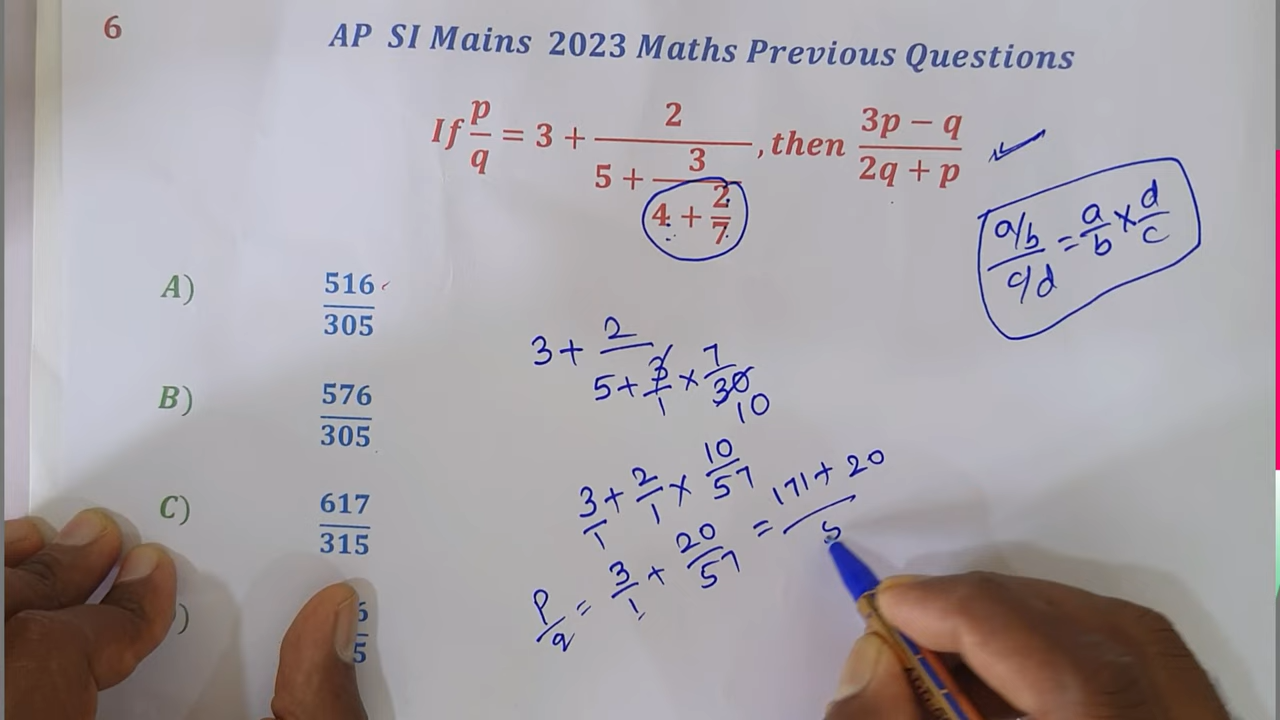 6
AP SI Mains 2023 Maths Previous Questions
If p/q = 3 + 2/(5 + 3/(4 + 2/7)), then (3p − q)/(2q + p)
(a/b)/(c/d) = a/b × d/c
A) 516/305
B) 576/305
C) 617/315
) 6/5
3 + 2/(5 + 3/1 × 7/30 10)
3/1 + 2/1 × 10/57
p/q = 3/1 + 20/57 = (171 + 20)/5